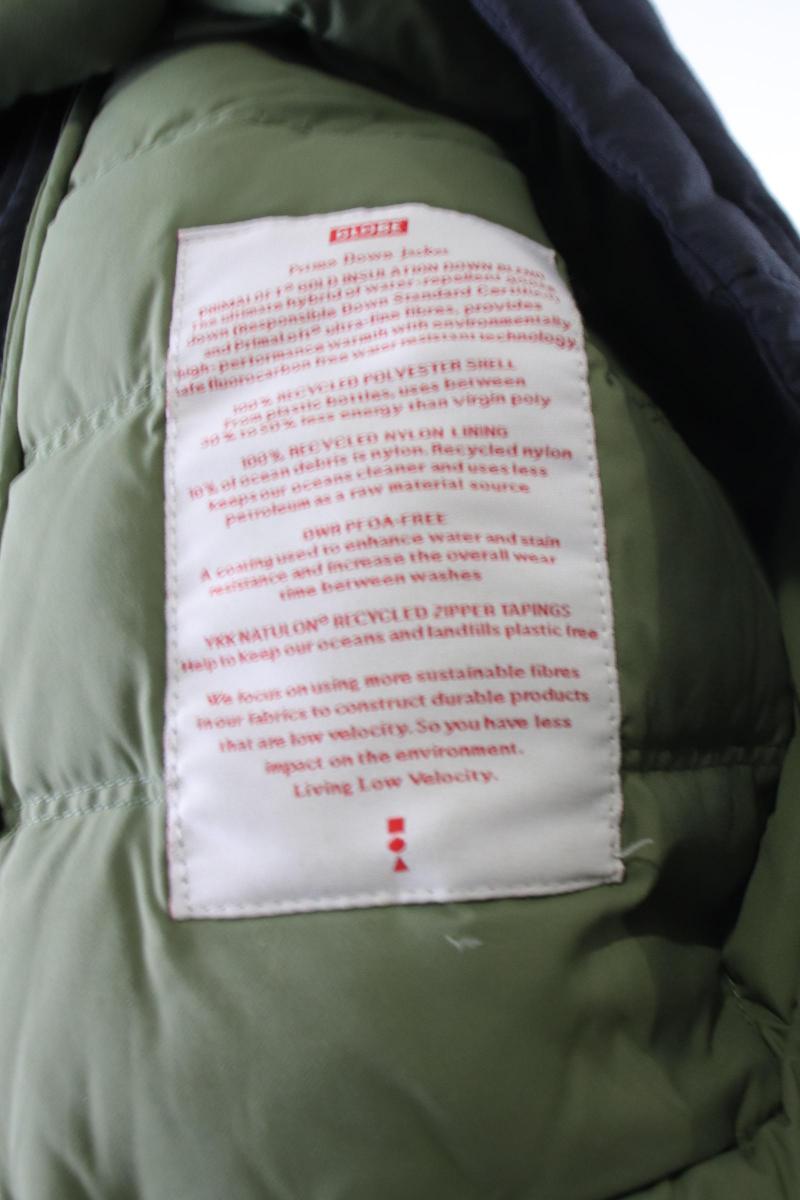 GLOBE
Prime Down Jacket
PRIMALOFT® GOLD INSULATION DOWN BLEND
The ultimate hybrid of water-repellent goose
down (Responsible Down Standard Certified)
and PrimaLoft® ultra-fine fibres, provides
high-performance warmth with environmentally
safe fluorocarbon free water resistant technology.
100% RECYCLED POLYESTER SHELL
From plastic bottles, uses between
30% to 50% less energy than virgin poly
100% RECYCLED NYLON LINING
10% of ocean debris is nylon. Recycled nylon
keeps our oceans cleaner and uses less
petroleum as a raw material source
DWR PFOA-FREE
A coating used to enhance water and stain
resistance and increase the overall wear
time between washes
YKK NATULON® RECYCLED ZIPPER TAPINGS
Help to keep our oceans and landfills plastic free
We focus on using more sustainable fibres
in our fabrics to construct durable products
that are low velocity. So you have less
impact on the environment.
Living Low Velocity.